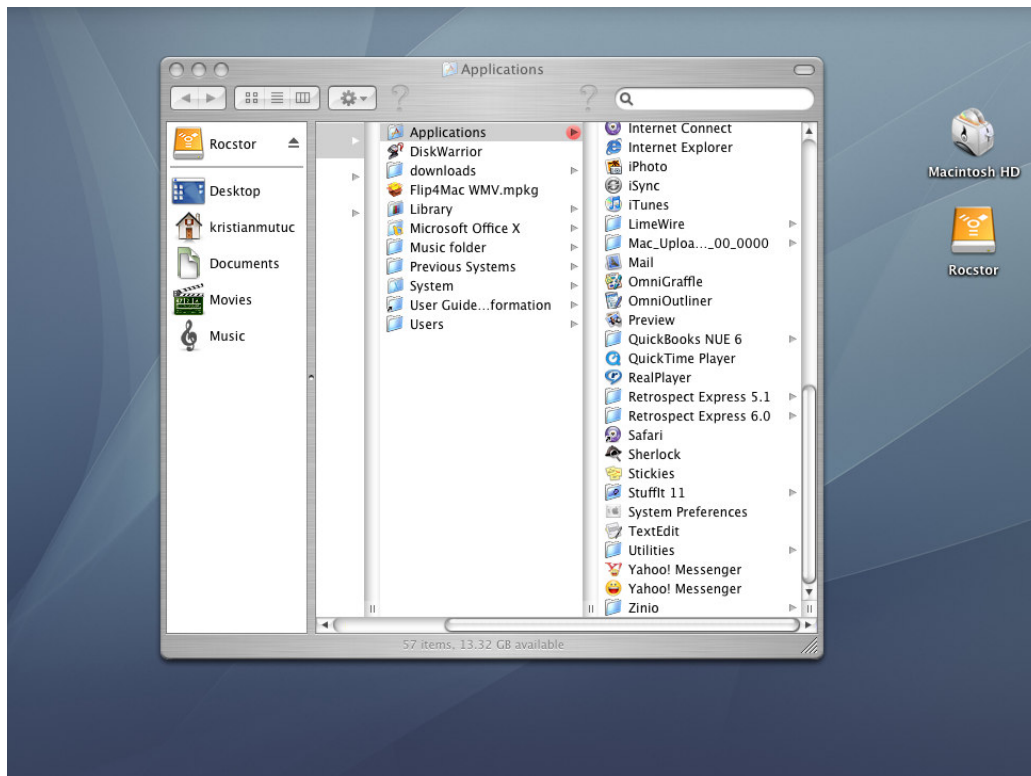 Applications
Rocstor
Desktop
kristianmutuc
Documents
Movies
Music
Applications
DiskWarrior
downloads
Flip4Mac WMV.mpkg
Library
Microsoft Office X
Music folder
Previous Systems
System
User Guide...formation
Users
Internet Connect
Internet Explorer
iPhoto
iSync
iTunes
LimeWire
Mac_Uploa..._00_0000
Mail
OmniGraffle
OmniOutliner
Preview
QuickBooks NUE 6
QuickTime Player
RealPlayer
Retrospect Express 5.1
Retrospect Express 6.0
Safari
Sherlock
Stickies
StuffIt 11
System Preferences
TextEdit
Utilities
Yahoo! Messenger
Yahoo! Messenger
Zinio
57 items, 13.32 GB available
Macintosh HD
Rocstor